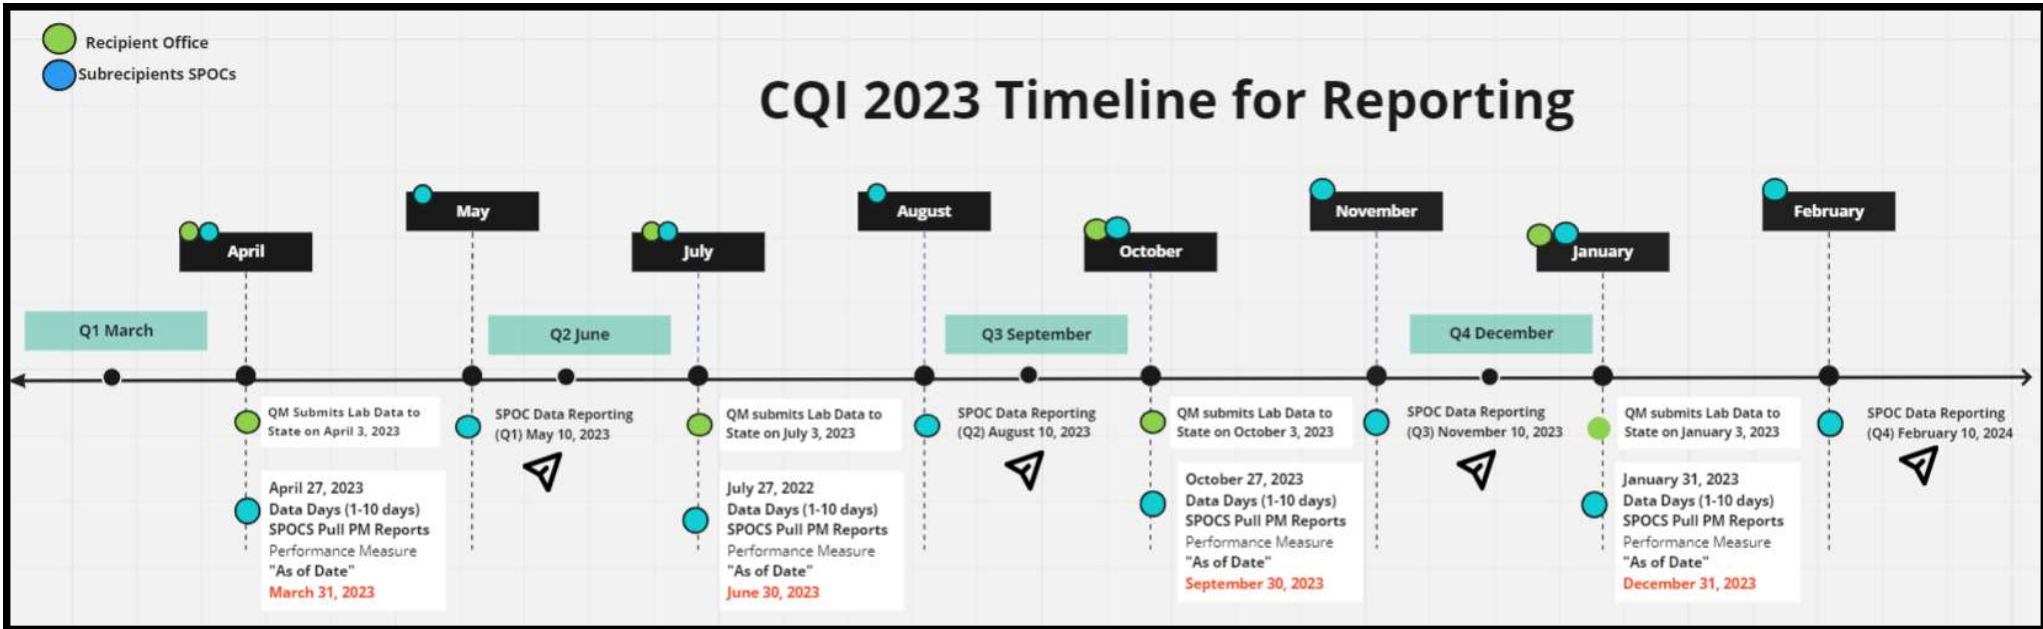 Recipient Office
Subrecipients SPOCs
CQI 2023 Timeline for Reporting
April
May
July
August
October
November
January
February
Q1 March
Q2 June
Q3 September
Q4 December
QM Submits Lab Data to
State on April 3, 2023
April 27, 2023
Data Days (1-10 days)
SPOCS Pull PM Reports
Performance Measure
"As of Date"
March 31, 2023
SPOC Data Reporting
(Q1) May 10, 2023
QM submits Lab Data to
State on July 3, 2023
July 27, 2022
Data Days (1-10 days)
SPOCS Pull PM Reports
Performance Measure
"As of Date"
June 30, 2023
SPOC Data Reporting
(Q2) August 10, 2023
QM submits Lab Data to
State on October 3, 2023
October 27, 2023
Data Days (1-10 days)
SPOCS Pull PM Reports
Performance Measure
"As of Date"
September 30, 2023
SPOC Data Reporting
(Q3) November 10, 2023
QM submits Lab Data to
State on January 3, 2023
January 31, 2023
Data Days (1-10 days)
SPOCS Pull PM Reports
Performance Measure
"As of Date"
December 31, 2023
SPOC Data Reporting
(Q4) February 10, 2024